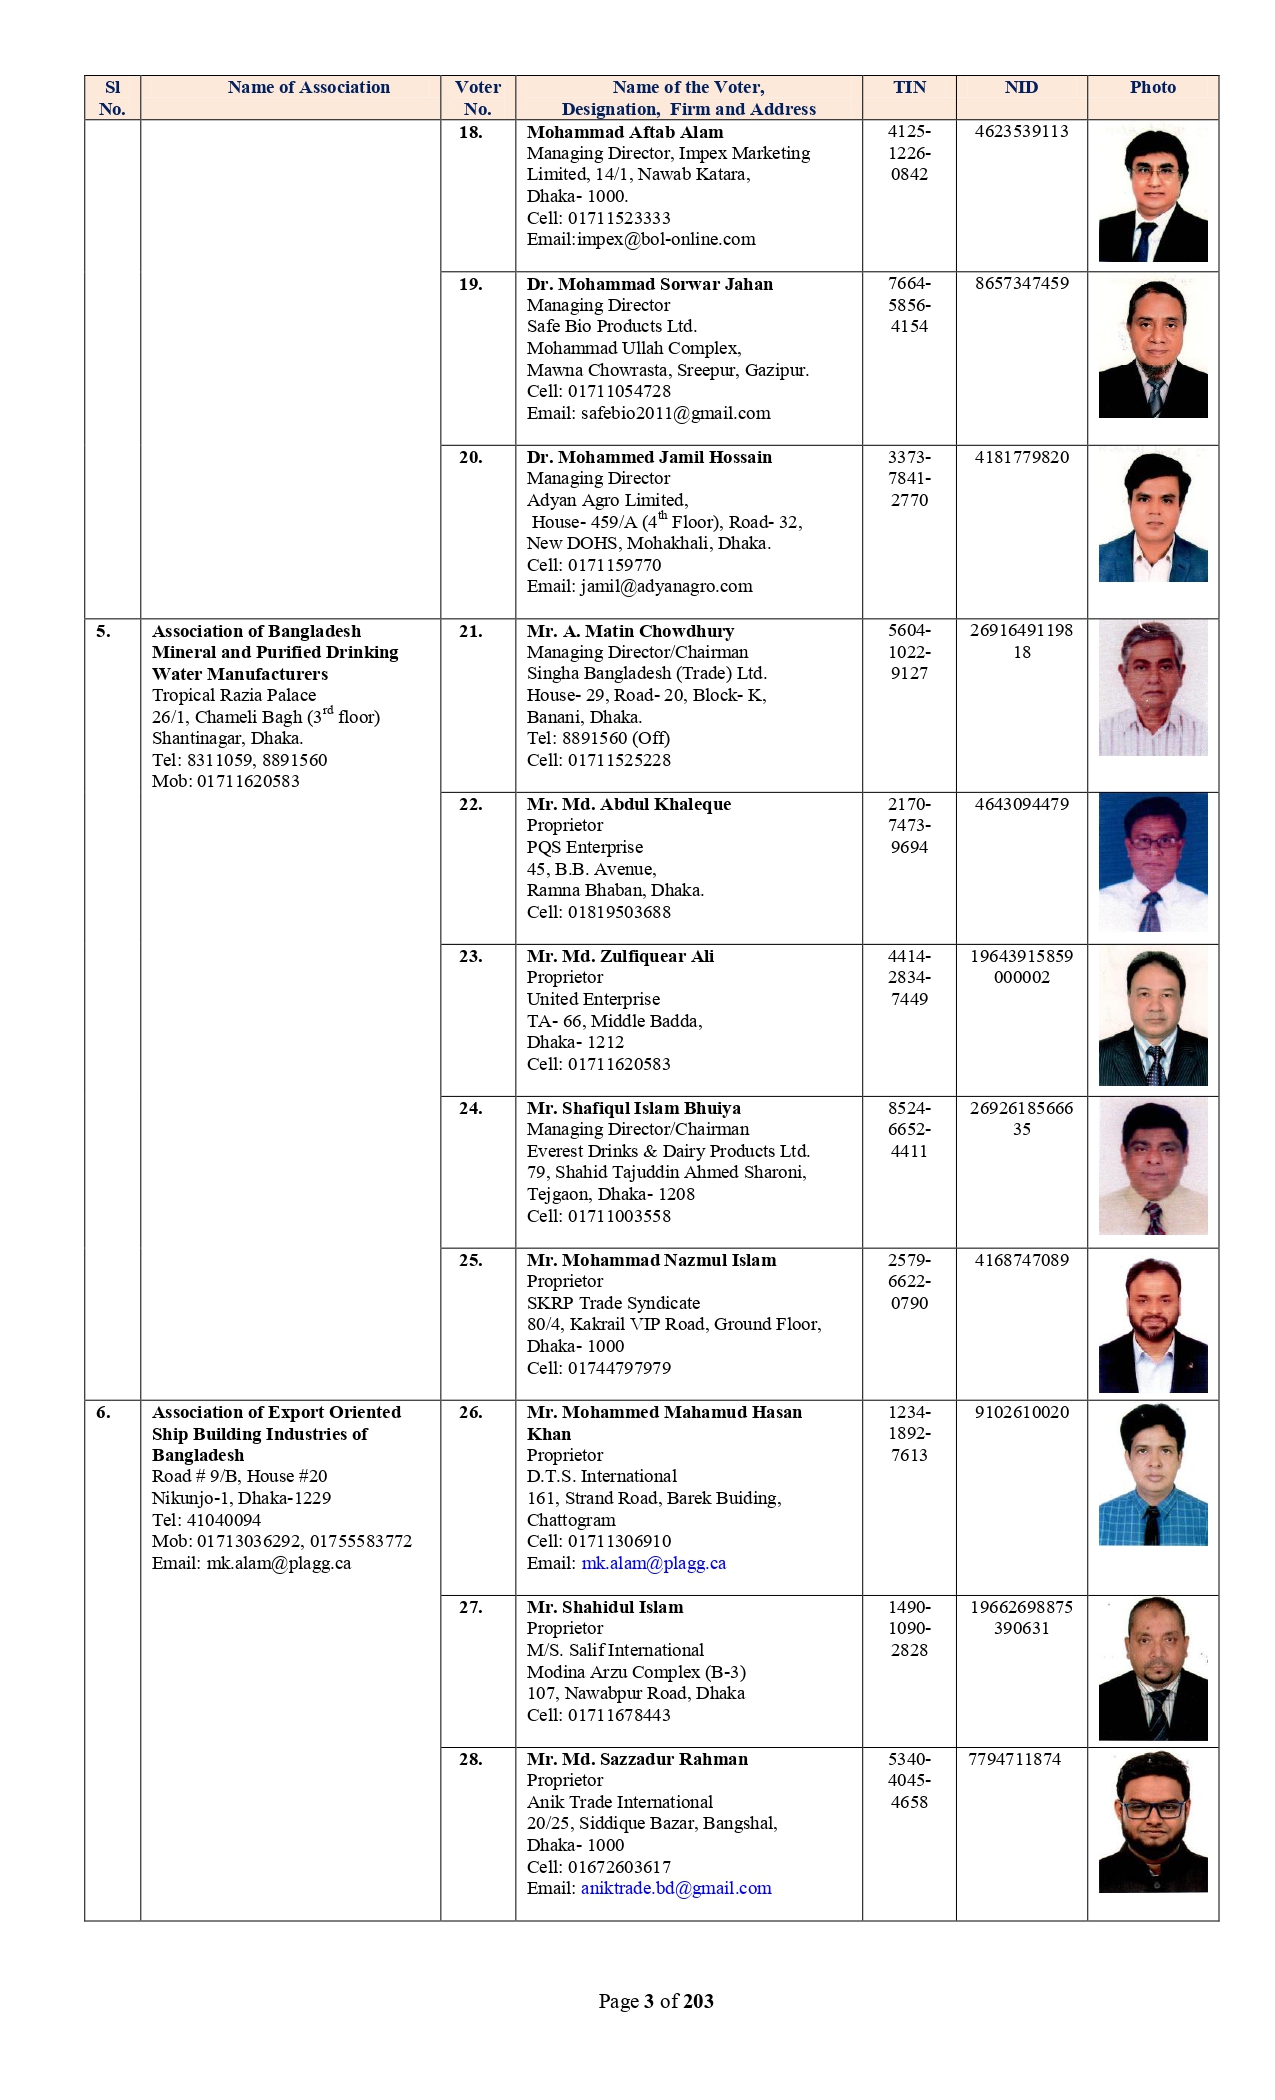 Sl No.
Name of Association
Voter No.
Name of the Voter,
Designation, Firm and Address
TIN
NID
Photo
18.
Mohammad Aftab Alam
Managing Director, Impex Marketing
Limited, 14/1, Nawab Katara,
Dhaka- 1000.
Cell: 01711523333
Email:impex@bol-online.com
4125-
1226-
0842
4623539113
19.
Dr. Mohammad Sorwar Jahan
Managing Director
Safe Bio Products Ltd.
Mohammad Ullah Complex,
Mawna Chowrasta, Sreepur, Gazipur.
Cell: 01711054728
Email: safebio2011@gmail.com
7664-
5856-
4154
8657347459
20.
Dr. Mohammed Jamil Hossain
Managing Director
Adyan Agro Limited,
House- 459/A (4th Floor), Road- 32,
New DOHS, Mohakhali, Dhaka.
Cell: 0171159770
Email: jamil@adyanagro.com
3373-
7841-
2770
4181779820
5.
Association of Bangladesh
Mineral and Purified Drinking
Water Manufacturers
Tropical Razia Palace
26/1, Chameli Bagh (3rd floor)
Shantinagar, Dhaka.
Tel: 8311059, 8891560
Mob: 01711620583
21.
Mr. A. Matin Chowdhury
Managing Director/Chairman
Singha Bangladesh (Trade) Ltd.
House- 29, Road- 20, Block- K,
Banani, Dhaka.
Tel: 8891560 (Off)
Cell: 01711525228
5604-
1022-
9127
26916491198
18
22.
Mr. Md. Abdul Khaleque
Proprietor
PQS Enterprise
45, B.B. Avenue,
Ramna Bhaban, Dhaka.
Cell: 01819503688
2170-
7473-
9694
4643094479
23.
Mr. Md. Zulfiquear Ali
Proprietor
United Enterprise
TA- 66, Middle Badda,
Dhaka- 1212
Cell: 01711620583
4414-
2834-
7449
19643915859
000002
24.
Mr. Shafiqul Islam Bhuiya
Managing Director/Chairman
Everest Drinks & Dairy Products Ltd.
79, Shahid Tajuddin Ahmed Sharoni,
Tejgaon, Dhaka- 1208
Cell: 01711003558
8524-
6652-
4411
26926185666
35
25.
Mr. Mohammad Nazmul Islam
Proprietor
SKRP Trade Syndicate
80/4, Kakrail VIP Road, Ground Floor,
Dhaka- 1000
Cell: 01744797979
2579-
6622-
0790
4168747089
6.
Association of Export Oriented
Ship Building Industries of
Bangladesh
Road # 9/B, House #20
Nikunjo-1, Dhaka-1229
Tel: 41040094
Mob: 01713036292, 01755583772
Email: mk.alam@plagg.ca
26.
Mr. Mohammed Mahamud Hasan
Khan
Proprietor
D.T.S. International
161, Strand Road, Barek Buiding,
Chattogram
Cell: 01711306910
Email: mk.alam@plagg.ca
1234-
1892-
7613
9102610020
27.
Mr. Shahidul Islam
Proprietor
M/S. Salif International
Modina Arzu Complex (B-3)
107, Nawabpur Road, Dhaka
Cell: 01711678443
1490-
1090-
2828
19662698875
390631
28.
Mr. Md. Sazzadur Rahman
Proprietor
Anik Trade International
20/25, Siddique Bazar, Bangshal,
Dhaka- 1000
Cell: 01672603617
Email: aniktrade.bd@gmail.com
5340-
4045-
4658
7794711874
Page 3 of 203